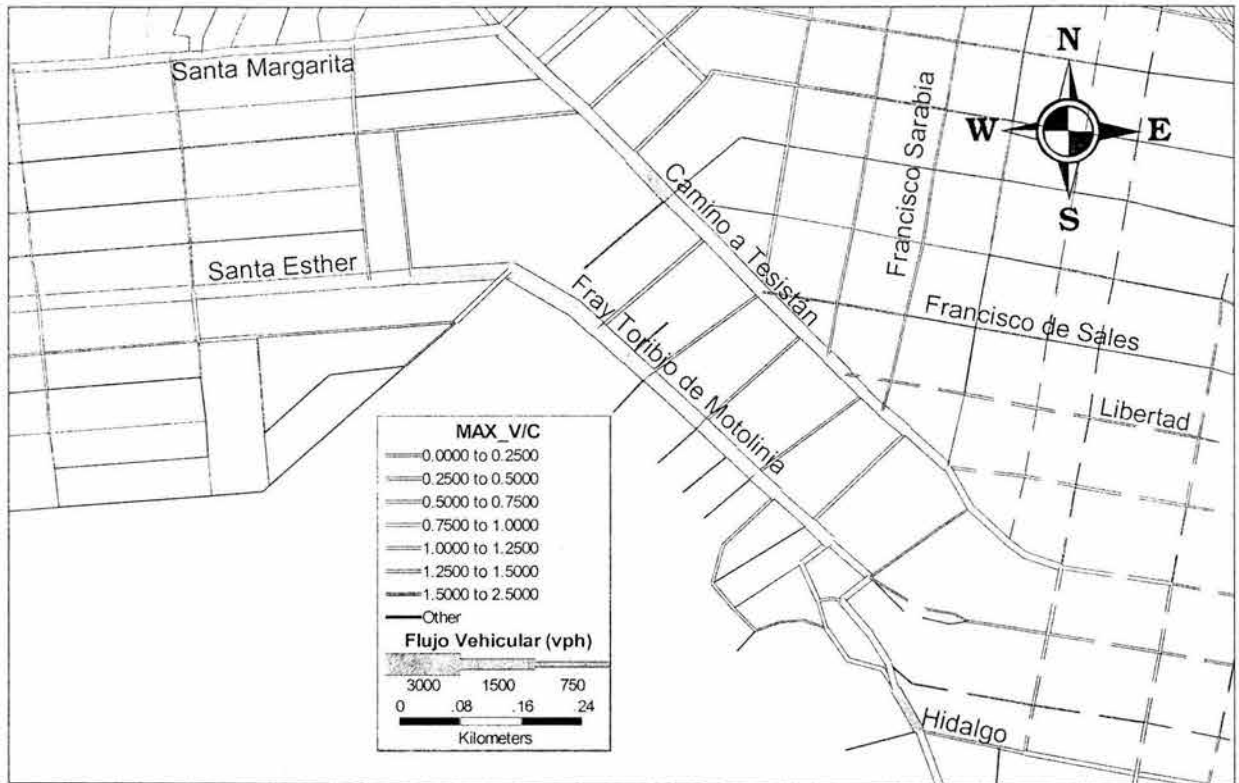 N
W E
S
Santa Margarita
Francisco Sarabia
Camino a Tesistán
Santa Esther
Fray Toribio de Motolinia
Francisco de Sales
Libertad
Hidalgo
MAX_V/C
0.0000 to 0.2500
0.2500 to 0.5000
0.5000 to 0.7500
0.7500 to 1.0000
1.0000 to 1.2500
1.2500 to 1.5000
1.5000 to 2.5000
Other
Flujo Vehicular (vph)
3000 1500 750
0 .08 .16 .24
Kilometers